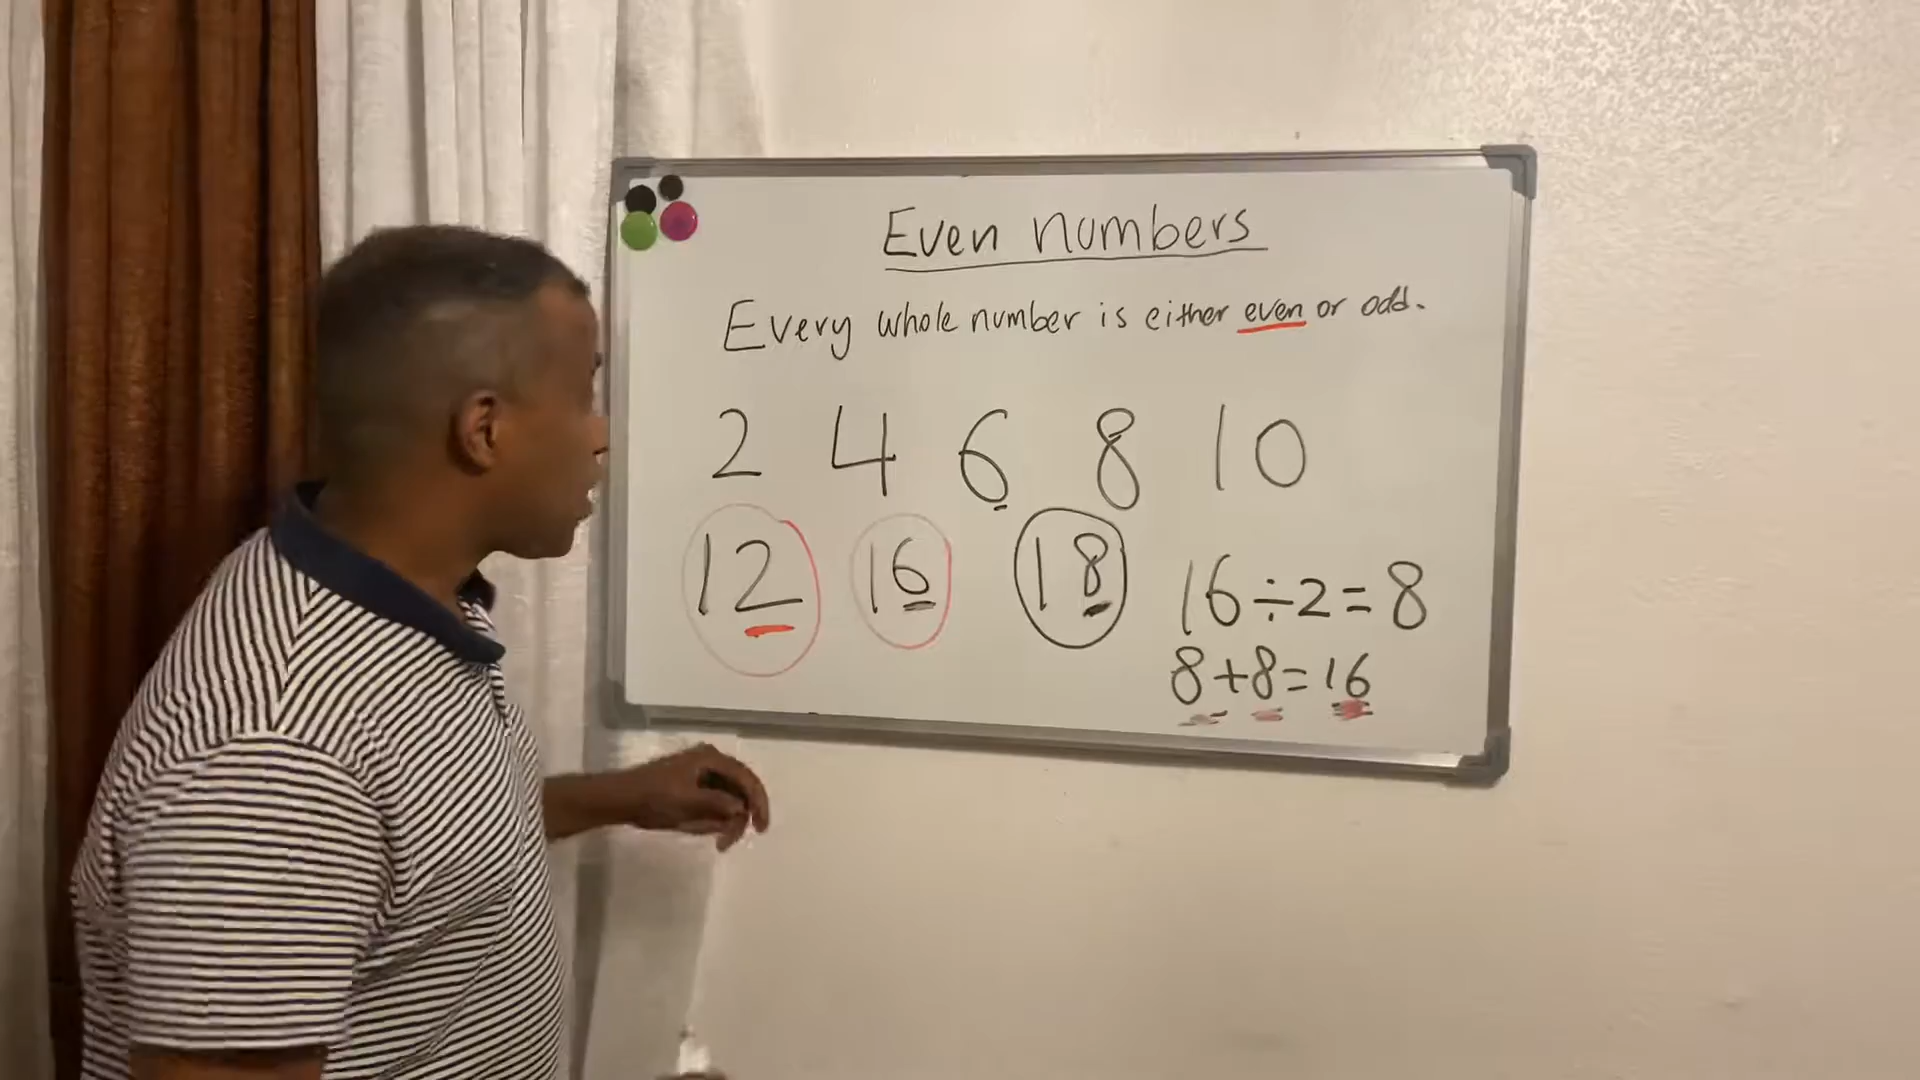 Even numbers
Every whole number is either even or odd.
2 4 6 8 10
12 16 18 16÷2=8
8+8=16